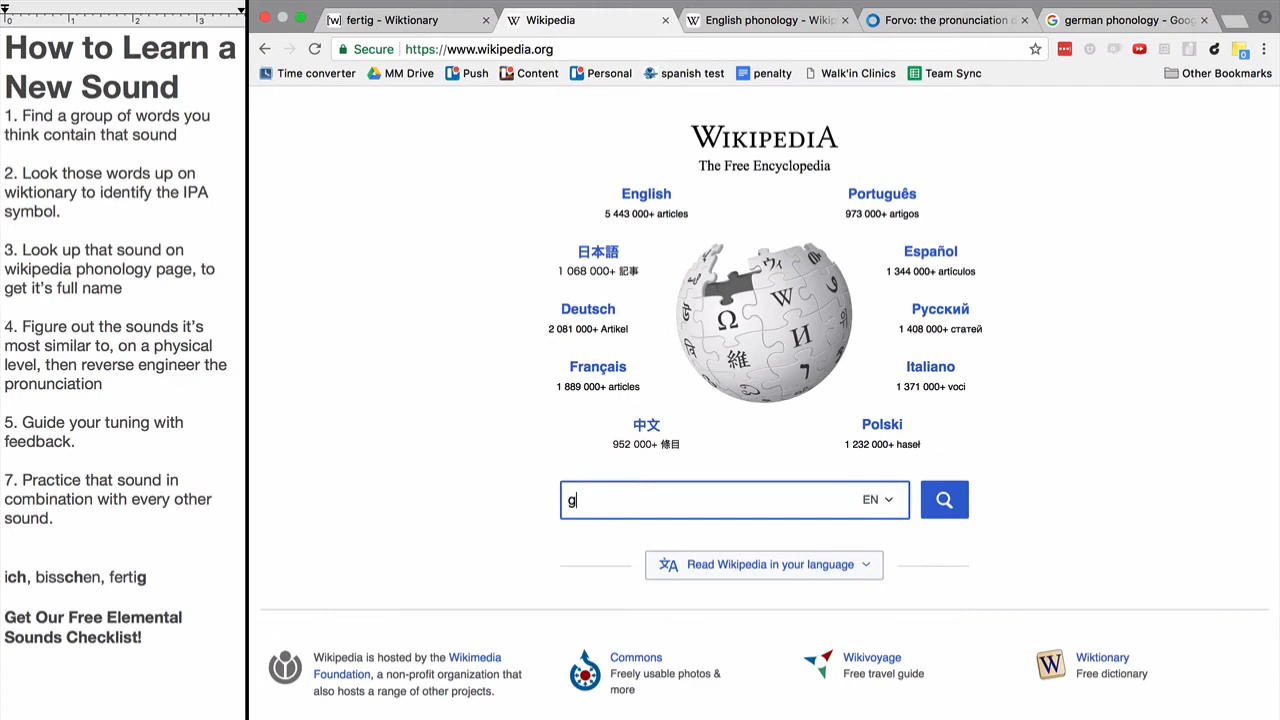 0 1 2 3
How to Learn a
New Sound
1. Find a group of words you
think contain that sound
2. Look those words up on
wiktionary to identify the IPA
symbol.
3. Look up that sound on
wikipedia phonology page, to
get it's full name
4. Figure out the sounds it's
most similar to, on a physical
level, then reverse engineer the
pronunciation
5. Guide your tuning with
feedback.
7. Practice that sound in
combination with every other
sound.
ich, bisschen, fertig
Get Our Free Elemental
Sounds Checklist!
[w] fertig - Wiktionary
W Wikipedia
W English phonology - Wikip
Forvo: the pronunciation d
G german phonology - Goog
Secure https://www.wikipedia.org
Time converter MM Drive Push Content Personal spanish test penalty Walk'in Clinics Team Sync Other Bookmarks
WIKIPEDIA
The Free Encyclopedia
English
5 443 000+ articles
Português
973 000+ artigos
日本語
1 068 000+ 記事
Español
1 344 000+ artículos
Deutsch
2 081 000+ Artikel
Русский
1 408 000+ статей
Français
1 889 000+ articles
Italiano
1 371 000+ voci
中文
952 000+ 條目
Polski
1 232 000+ haseł
Ω W И 維 7 ウィ
g EN
Read Wikipedia in your language
Wikipedia is hosted by the Wikimedia
Foundation, a non-profit organization that
also hosts a range of other projects.
Commons
Freely usable photos &
more
Wikivoyage
Free travel guide
W Wiktionary
Free dictionary